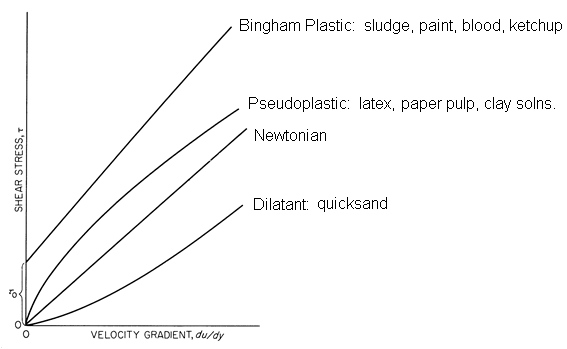 Bingham Plastic: sludge, paint, blood, ketchup
Pseudoplastic: latex, paper pulp, clay solns.
Newtonian
Dilatant: quicksand
SHEAR STRESS, τ
τ₀
0
0
VELOCITY GRADIENT, du/dy